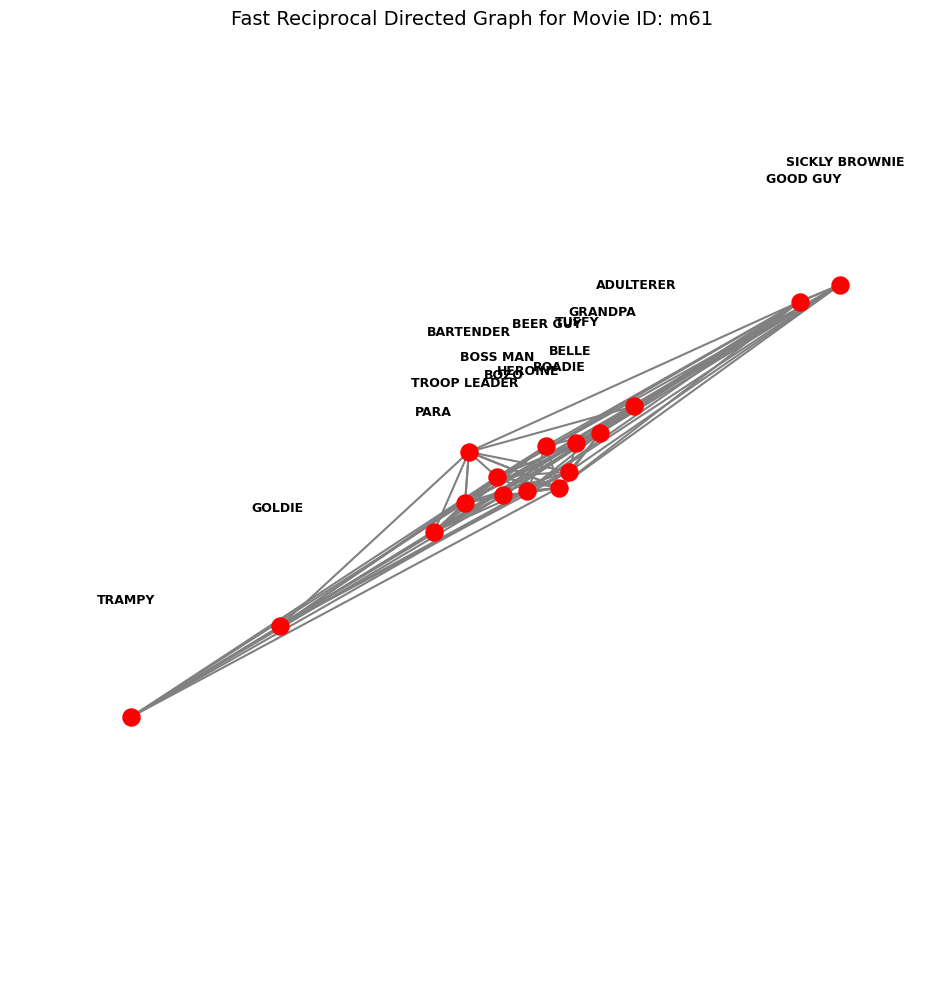 Fast Reciprocal Directed Graph for Movie ID: m61
SICKLY BROWNIE
GOOD GUY
ADULTERER
GRANDPA
BEER GUY
TUFFY
BARTENDER
BELLE
BOSS MAN
ROADIE
HEROINE
BOZO
TROOP LEADER
PARA
GOLDIE
TRAMPY